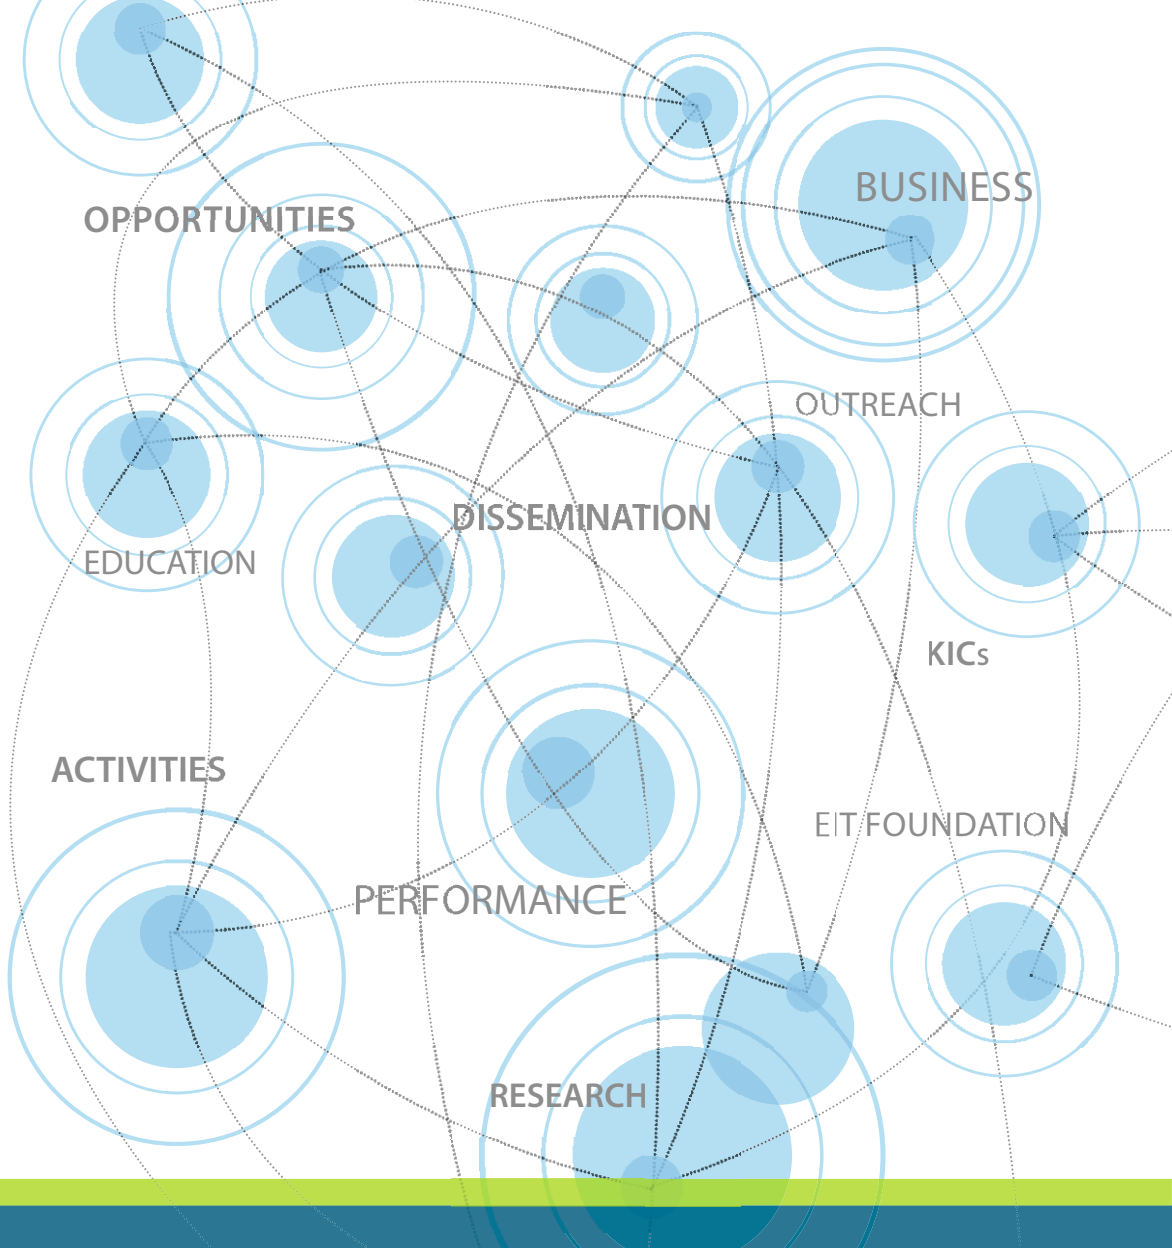 BUSINESS
OPPORTUNITIES
OUTREACH
DISSEMINATION
EDUCATION
KICs
ACTIVITIES
EIT FOUNDATION
PERFORMANCE
RESEARCH